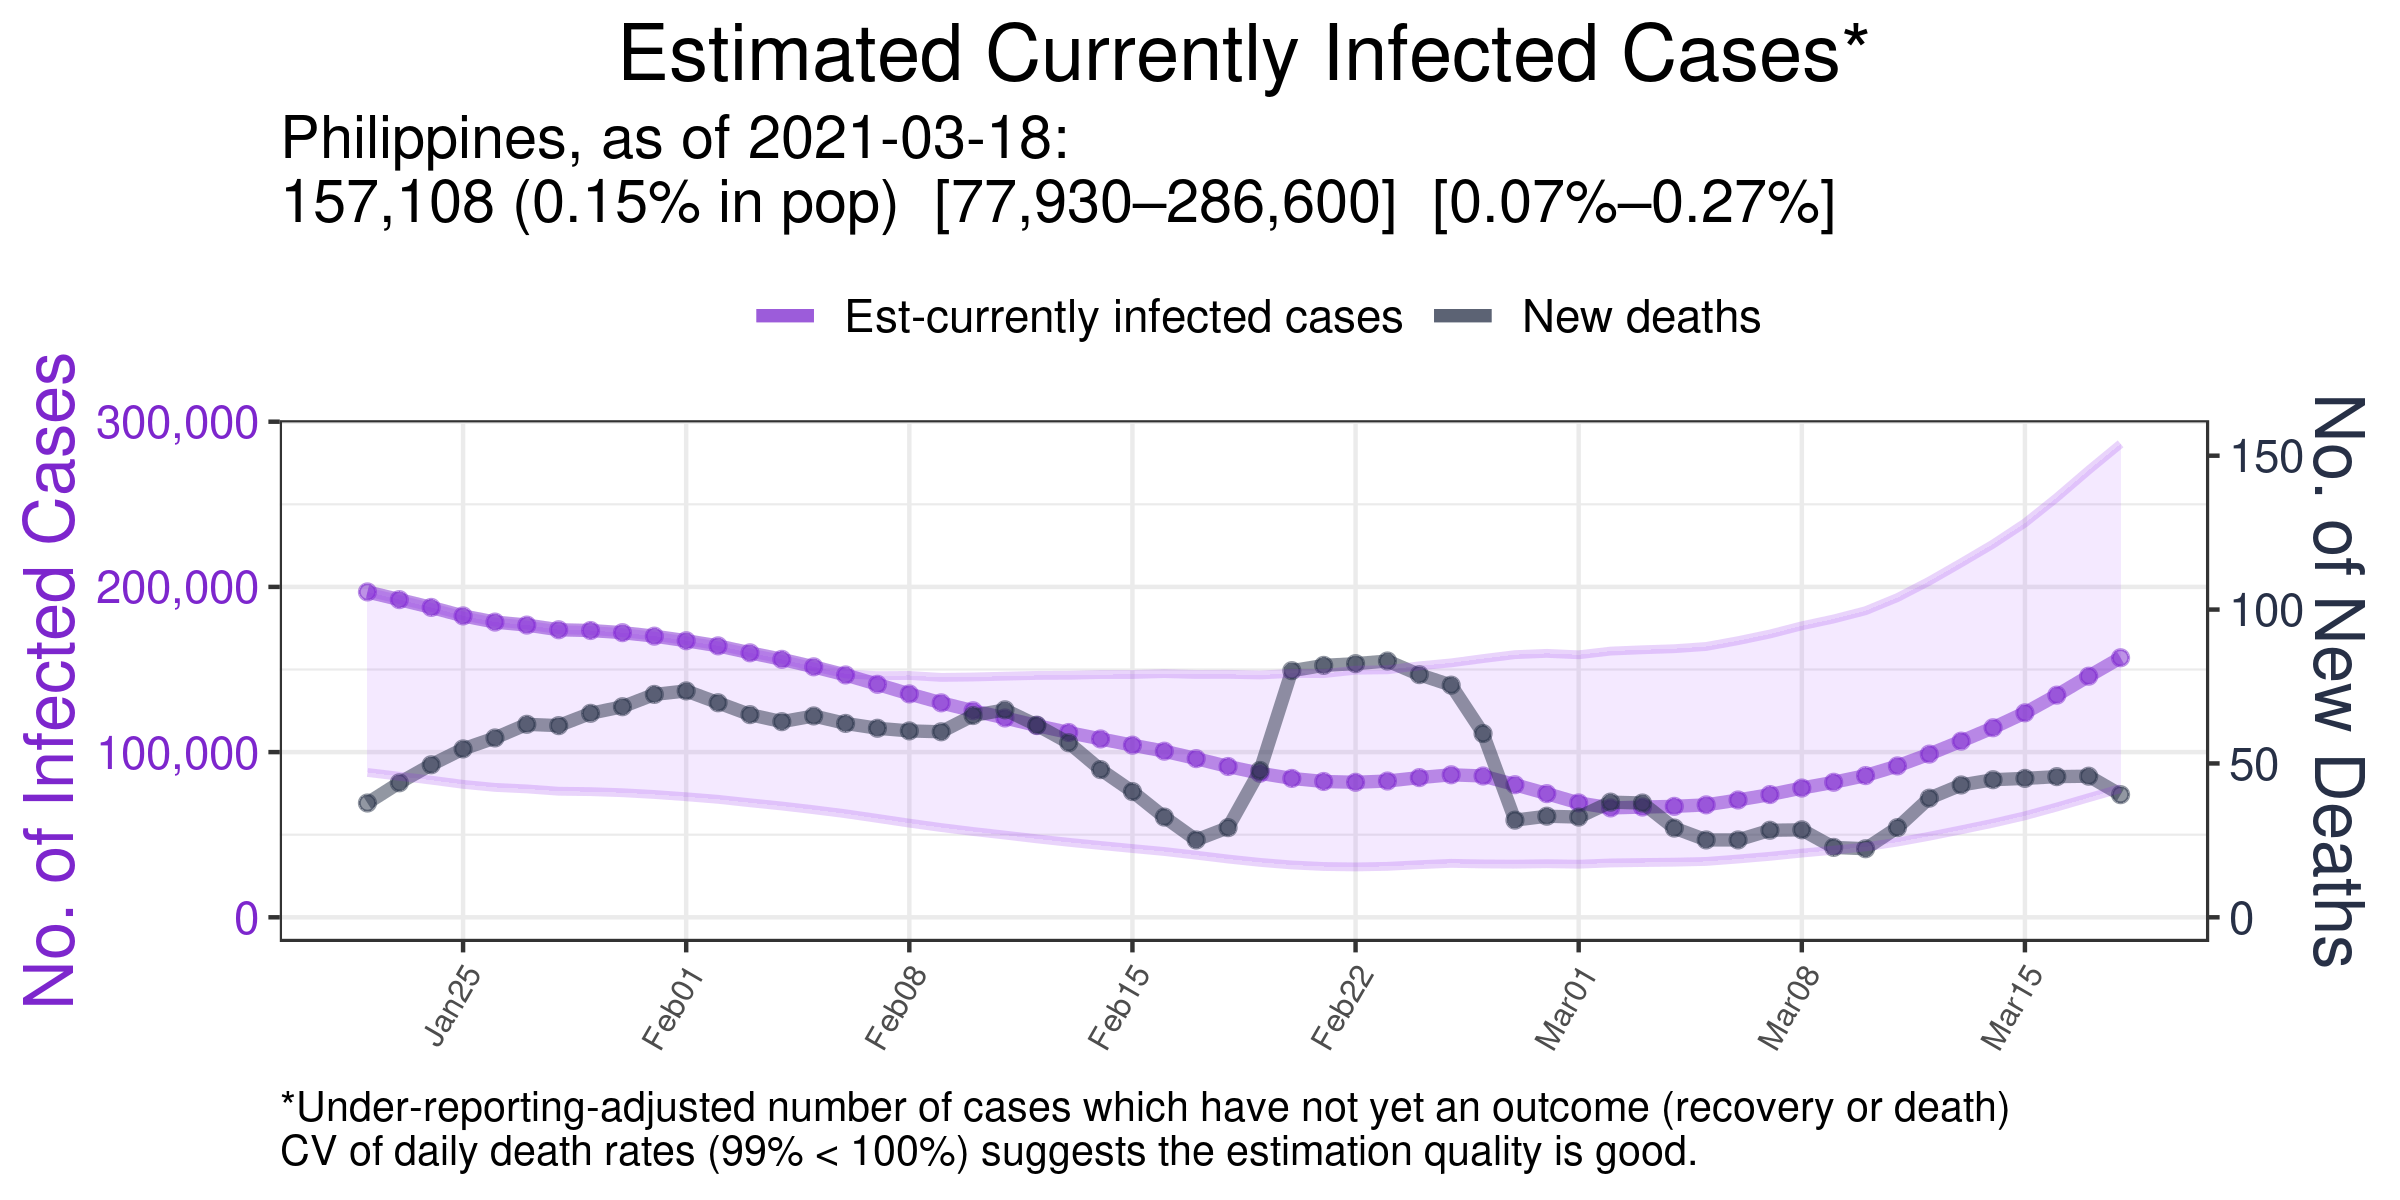 Estimated Currently Infected Cases*
Philippines, as of 2021-03-18:
157,108 (0.15% in pop)  [77,930–286,600]  [0.07%–0.27%]
Est-currently infected cases
New deaths
No. of Infected Cases
300,000
200,000
100,000
0
150
100
50
0
No. of New Deaths
Jan25
Feb01
Feb08
Feb15
Feb22
Mar01
Mar08
Mar15
*Under-reporting-adjusted number of cases which have not yet an outcome (recovery or death)
CV of daily death rates (99% < 100%) suggests the estimation quality is good.